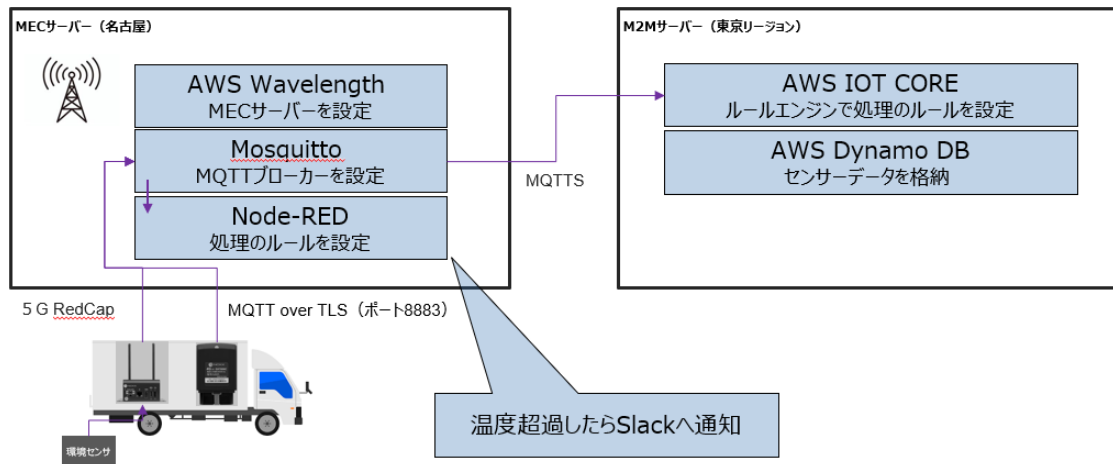 MECサーバー（名古屋）
AWS Wavelength
MECサーバーを設定
Mosquitto
MQTTブローカーを設定
Node-RED
処理のルールを設定
MQTTS
M2Mサーバー（東京リージョン）
AWS IOT CORE
ルールエンジンで処理のルールを設定
AWS Dynamo DB
センサーデータを格納
５G RedCap
MQTT over TLS（ポート8883）
温度超過したらSlackへ通知
環境センサ